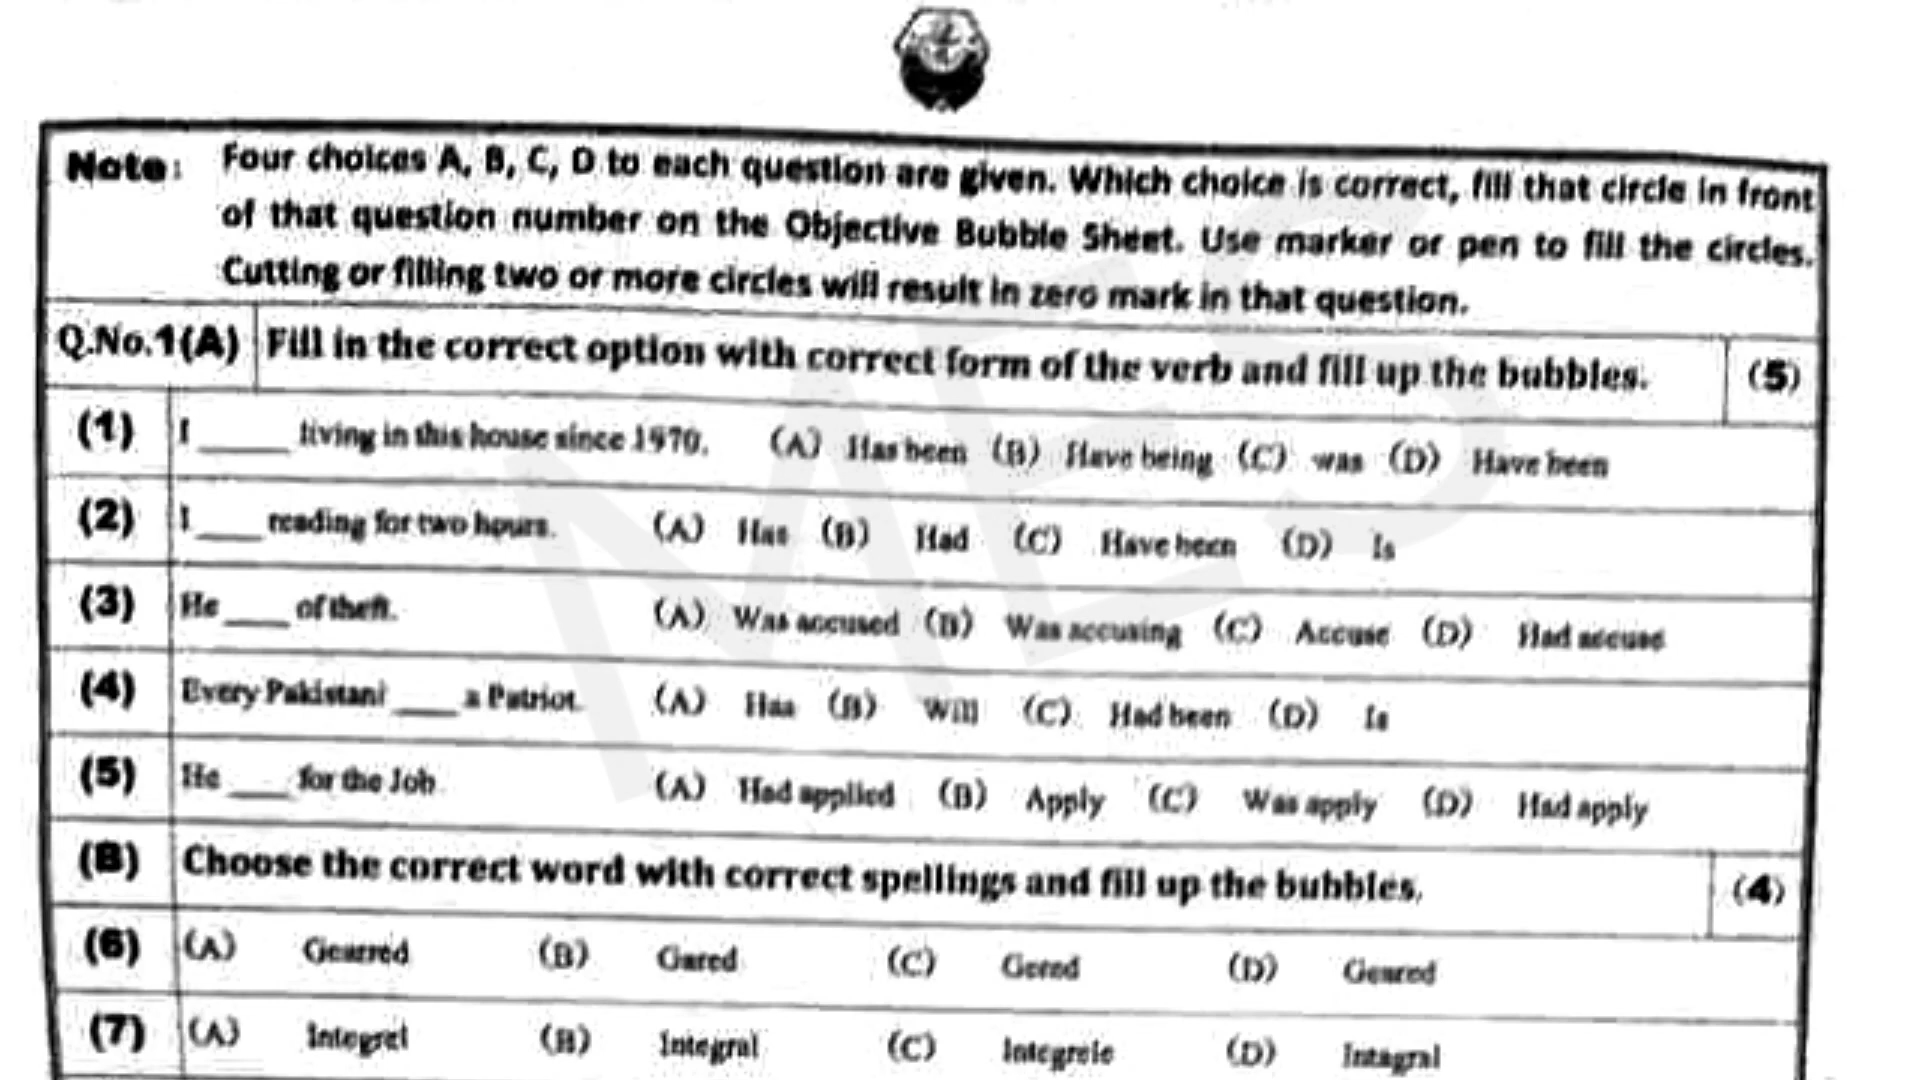 Note: Four choices A, B, C, D to each question are given. Which choice is correct, fill that circle in front
of that question number on the Objective Bubble Sheet. Use marker or pen to fill the circles.
Cutting or filling two or more circles will result in zero mark in that question.
Q.No.1(A) Fill in the correct option with correct form of the verb and fill up the bubbles. (5)
(1) I _____ living in this house since 1970. (A) Has been (B) Have being (C) was (D) Have been
(2) I ____ reading for two hours. (A) Has (B) Had (C) Have been (D) Is
(3) He ____ of theft. (A) Was accused (B) Was accusing (C) Accuse (D) Had accuse
(4) Every Pakistani ____ a Patriot. (A) Has (B) Will (C) Had been (D) Is
(5) He ____ for the Job (A) Had applied (B) Apply (C) Was apply (D) Had apply
(B) Choose the correct word with correct spellings and fill up the bubbles. (4)
(6) (A) Gearred (B) Gared (C) Gered (D) Geared
(7) (A) Integrel (B) Integral (C) Integrele (D) Intagral
MES